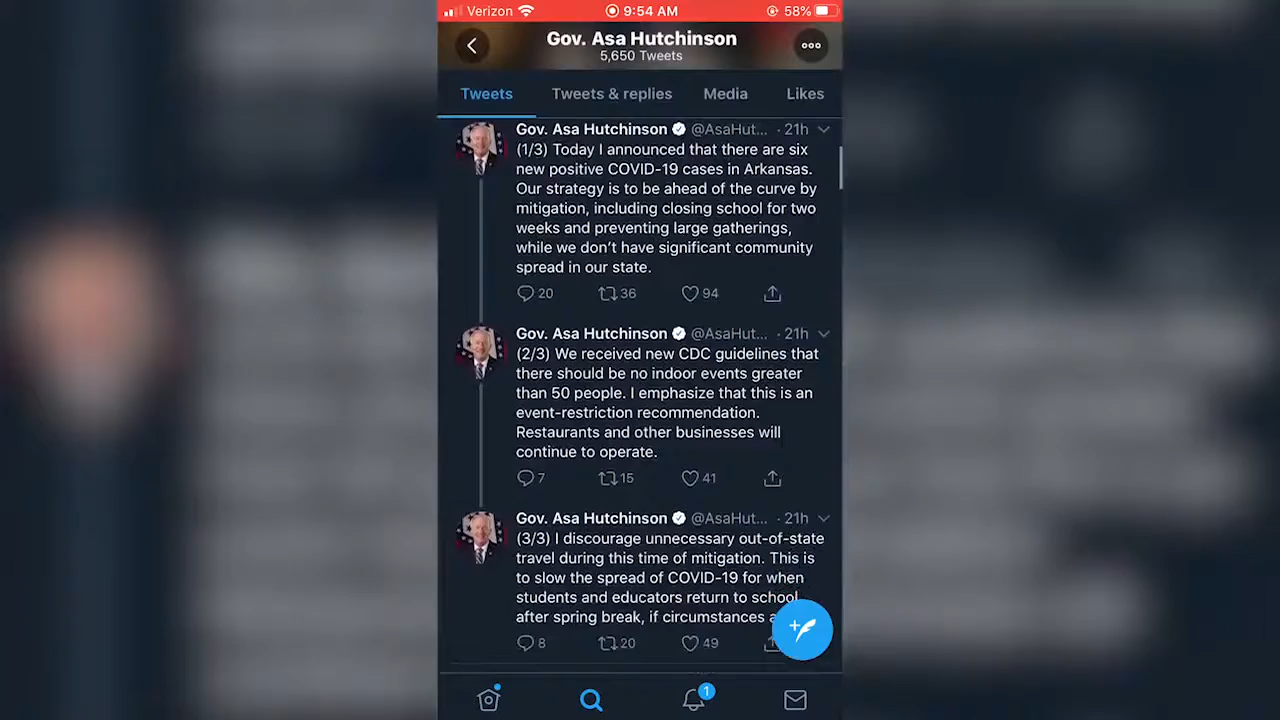 Verizon 9:54 AM 58%
Gov. Asa Hutchinson
5,650 Tweets
Tweets Tweets & replies Media Likes
Gov. Asa Hutchinson @AsaHut... · 21h
(1/3) Today I announced that there are six
new positive COVID-19 cases in Arkansas.
Our strategy is to be ahead of the curve by
mitigation, including closing school for two
weeks and preventing large gatherings,
while we don’t have significant community
spread in our state.
20 36 94
Gov. Asa Hutchinson @AsaHut... · 21h
(2/3) We received new CDC guidelines that
there should be no indoor events greater
than 50 people. I emphasize that this is an
event-restriction recommendation.
Restaurants and other businesses will
continue to operate.
7 15 41
Gov. Asa Hutchinson @AsaHut... · 21h
(3/3) I discourage unnecessary out-of-state
travel during this time of mitigation. This is
to slow the spread of COVID-19 for when
students and educators return to school
after spring break, if circumstances
8 20 49
1